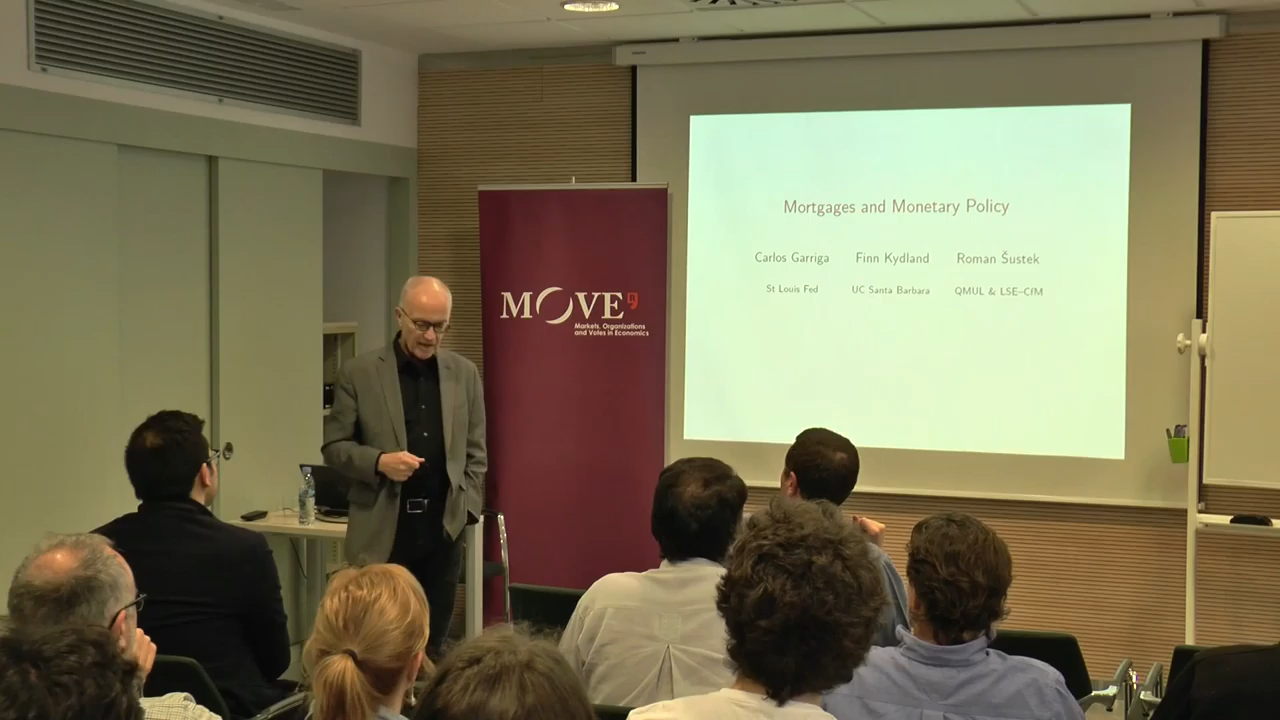 MOVE
Markets, Organizations
and Votes in Economics
Mortgages and Monetary Policy
Carlos Garriga Finn Kydland Roman Šustek
St Louis Fed UC Santa Barbara QMUL & LSE–CfM